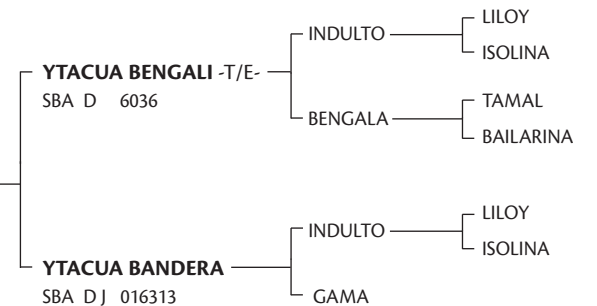 LILOY
INDULTO
ISOLINA
YTACUA BENGALI -T/E-
SBA D 6036
TAMAL
BENGALA
BAILARINA
LILOY
INDULTO
ISOLINA
YTACUA BANDERA
SBA D J 016313
GAMA